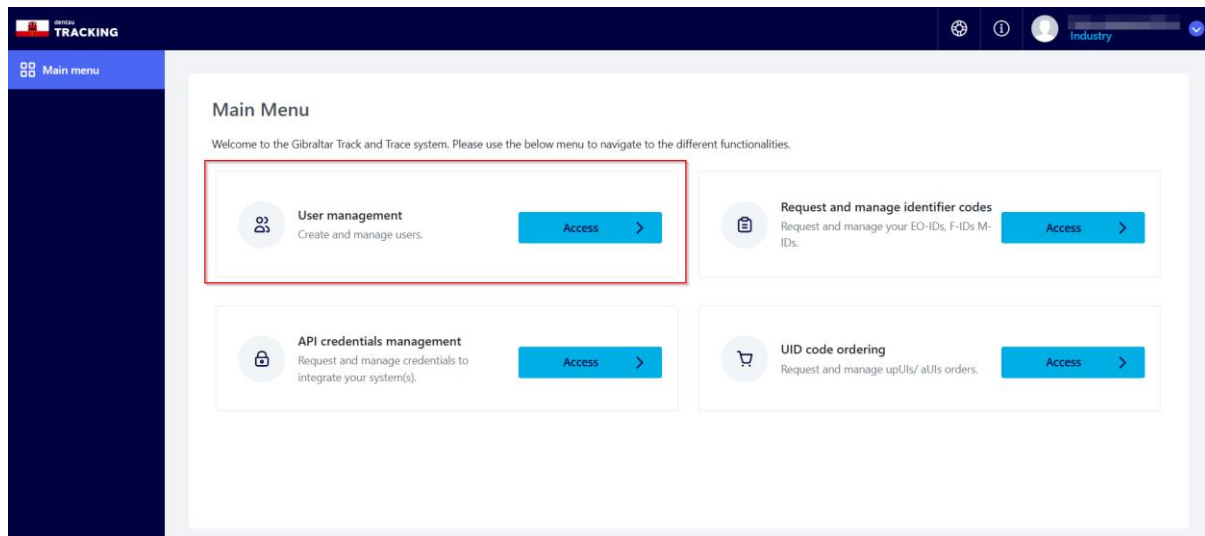 dentsu
TRACKING
Industry
Main menu
Main Menu
Welcome to the Gibraltar Track and Trace system. Please use the below menu to navigate to the different functionalities.
User management
Create and manage users.
Access
Request and manage identifier codes
Request and manage your EO-IDs, F-IDs M-
IDs.
Access
API credentials management
Request and manage credentials to
integrate your system(s).
Access
UID code ordering
Request and manage upUIs/ aUIs orders.
Access